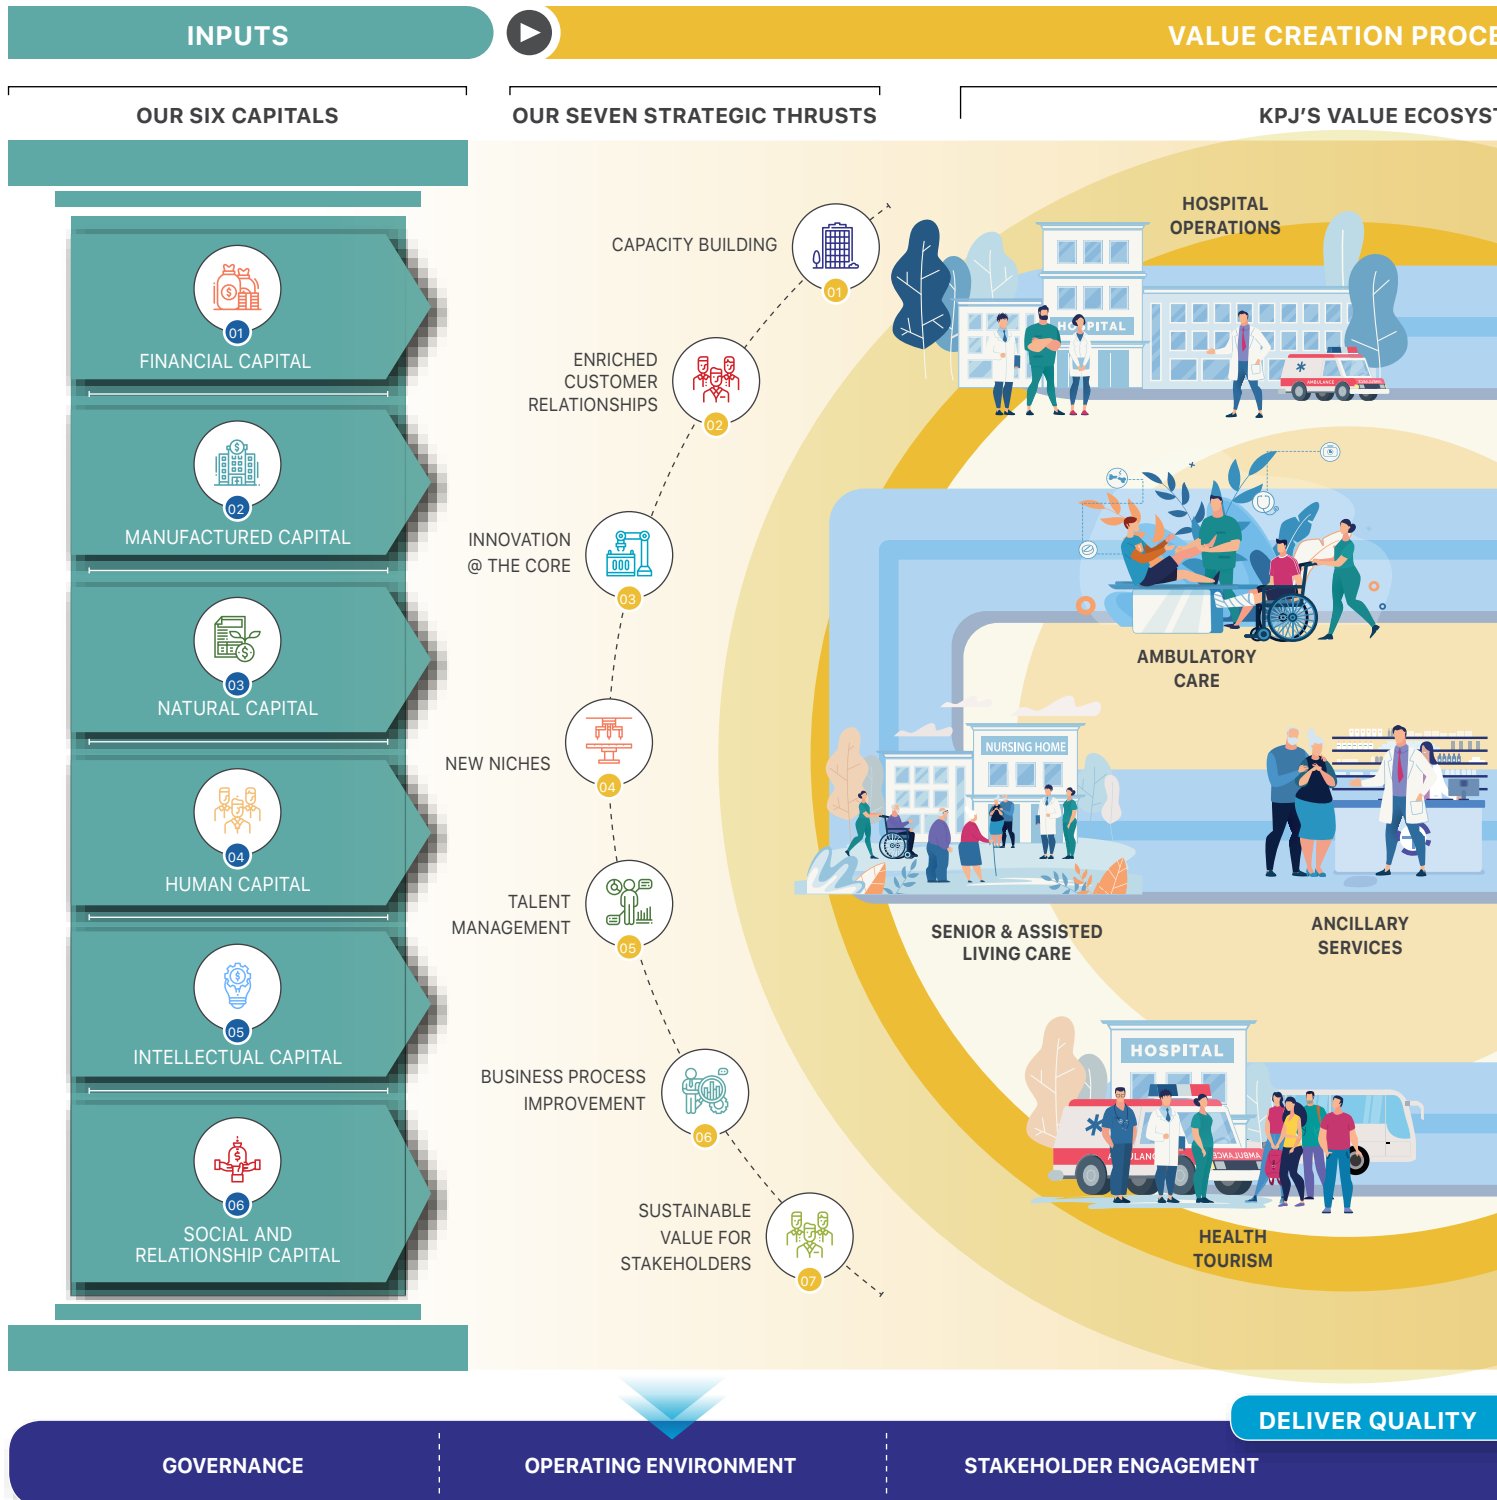 INPUTS
VALUE CREATION PROCE
OUR SIX CAPITALS
OUR SEVEN STRATEGIC THRUSTS
KPJ'S VALUE ECOSYST
01
FINANCIAL CAPITAL
02
MANUFACTURED CAPITAL
03
NATURAL CAPITAL
04
HUMAN CAPITAL
05
INTELLECTUAL CAPITAL
06
SOCIAL AND
RELATIONSHIP CAPITAL
CAPACITY BUILDING
01
ENRICHED
CUSTOMER
RELATIONSHIPS
02
INNOVATION
@ THE CORE
03
NEW NICHES
04
TALENT
MANAGEMENT
05
BUSINESS PROCESS
IMPROVEMENT
06
SUSTAINABLE
VALUE FOR
STAKEHOLDERS
07
HOSPITAL
OPERATIONS
HOSPITAL
AMBULANCE
AMBULATORY
CARE
NURSING HOME
SENIOR & ASSISTED
LIVING CARE
ANCILLARY
SERVICES
HOSPITAL
AMBULANCE
HEALTH
TOURISM
DELIVER QUALITY
GOVERNANCE
OPERATING ENVIRONMENT
STAKEHOLDER ENGAGEMENT